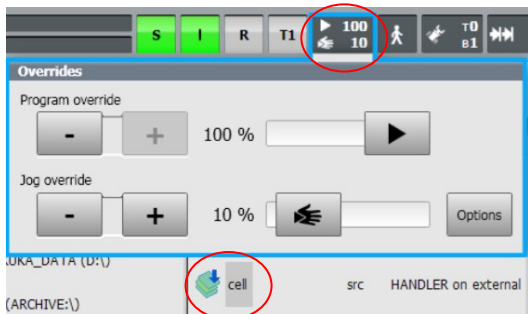 S I R T1 100 10 T0 B1
Overrides
Program override
- + 100 %
Jog override
- + 10 % Options
KUKA_DATA (D:\)
cell src HANDLER on external
(ARCHIVE:\)